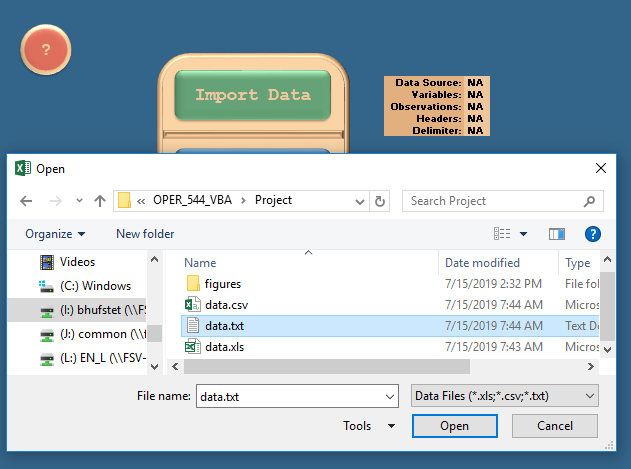 ?
Import Data
Data Source: NA
Variables: NA
Observations: NA
Headers: NA
Delimiter: NA
Open
« OPER_544_VBA > Project
Search Project
Organize
New folder
Name Date modified Type
Videos
(C:) Windows
(I:) bhufstet (\\FS
(J:) common (\\
(L:) EN_L (\\FSV-
figures 7/15/2019 2:32 PM File fol
data.csv 7/15/2019 7:44 AM Micros
data.txt 7/15/2019 7:44 AM Text Do
data.xls 7/15/2019 7:43 AM Micros
File name: data.txt Data Files (*.xls;*.csv;*.txt)
Tools Open Cancel